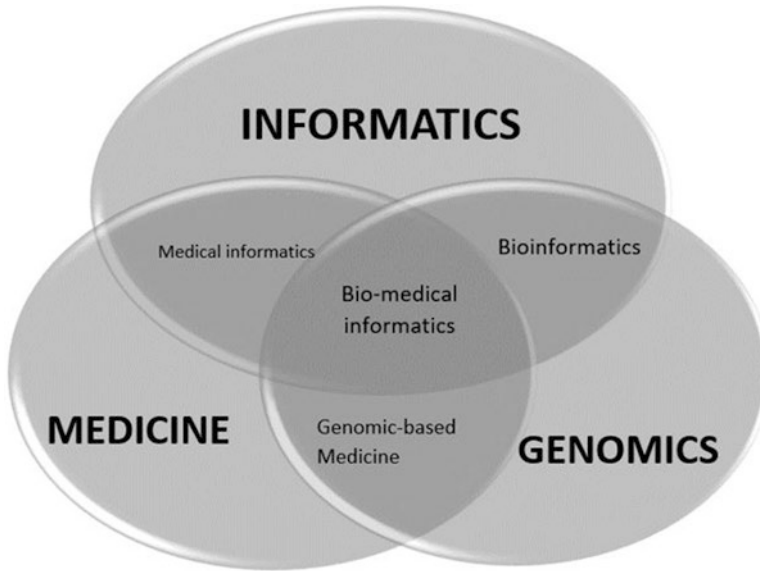 INFORMATICS
Medical informatics
Bioinformatics
Bio-medical
informatics
MEDICINE
Genomic-based
Medicine
GENOMICS